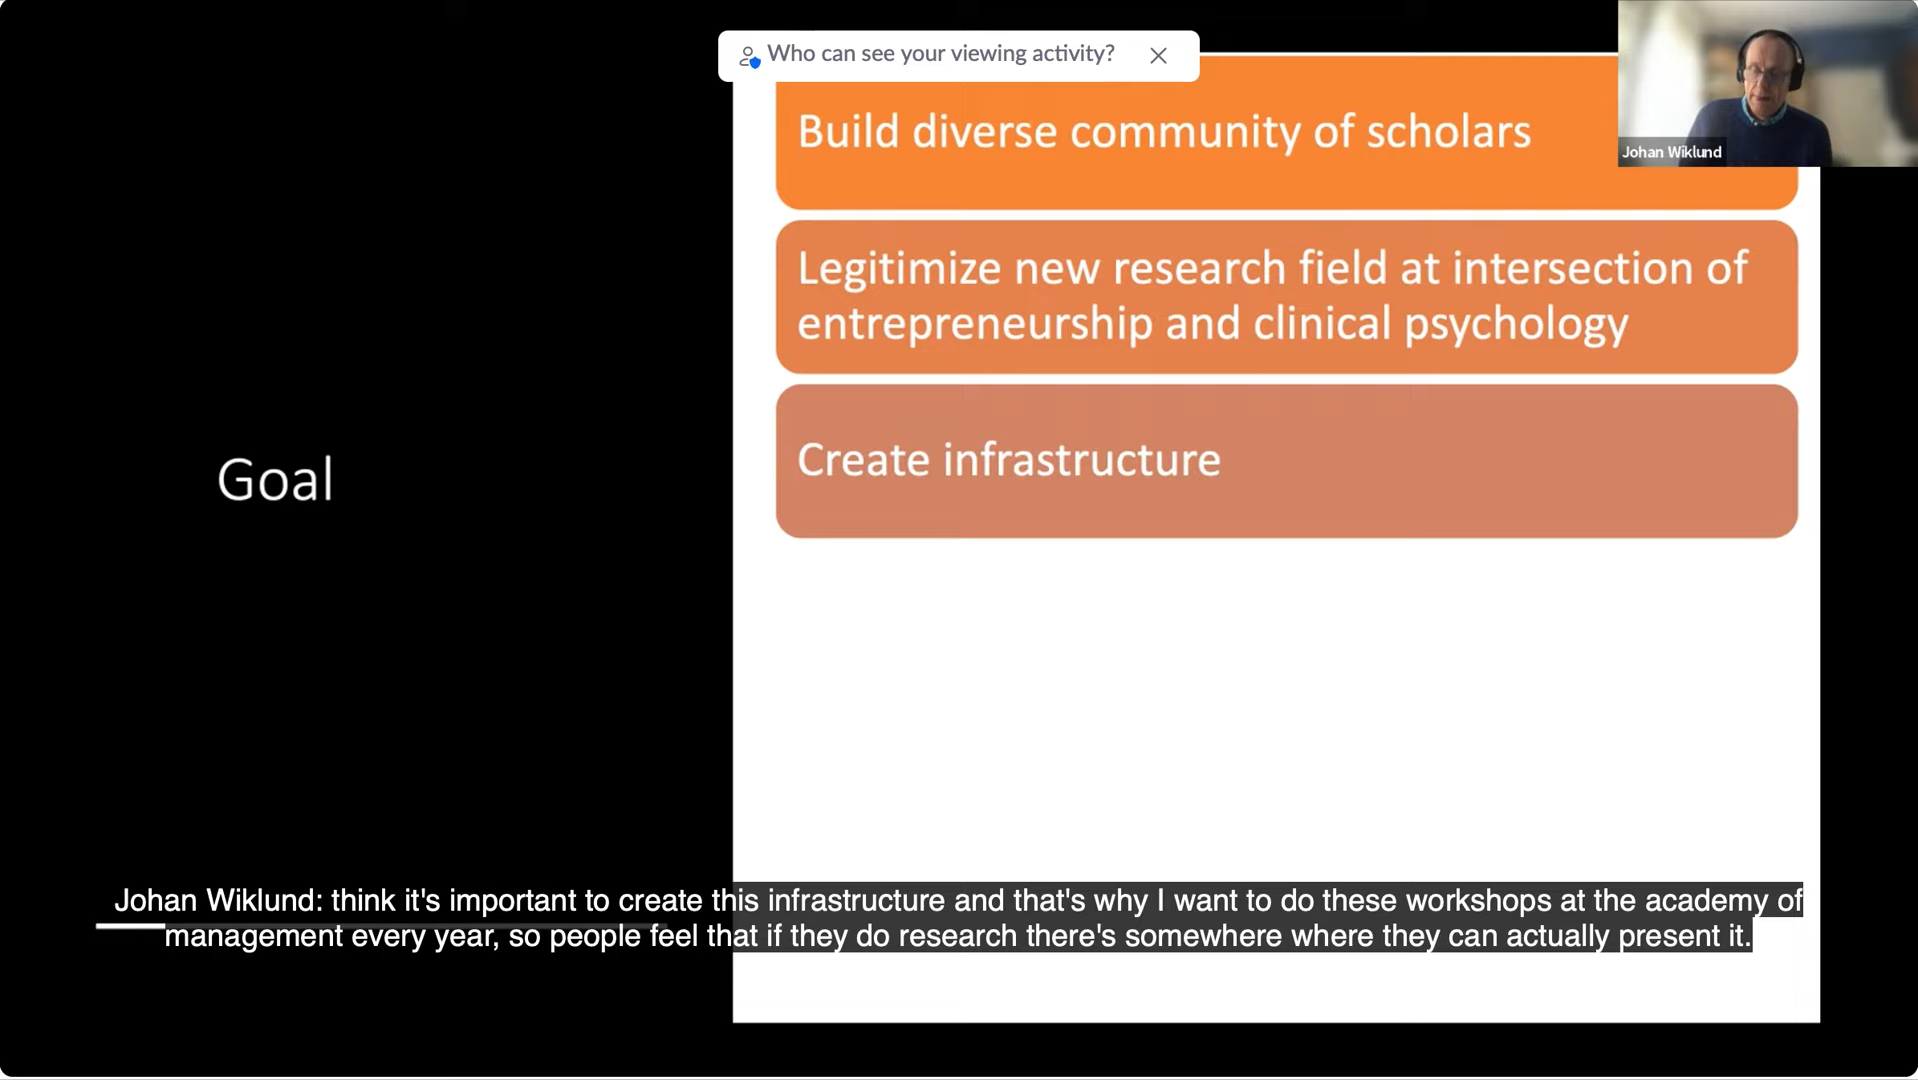 Who can see your viewing activity?
Johan Wiklund
Build diverse community of scholars
Legitimize new research field at intersection of
entrepreneurship and clinical psychology
Create infrastructure
Goal
Johan Wiklund: think it's important to create this infrastructure and that's why I want to do these workshops at the academy of
management every year, so people feel that if they do research there's somewhere where they can actually present it.